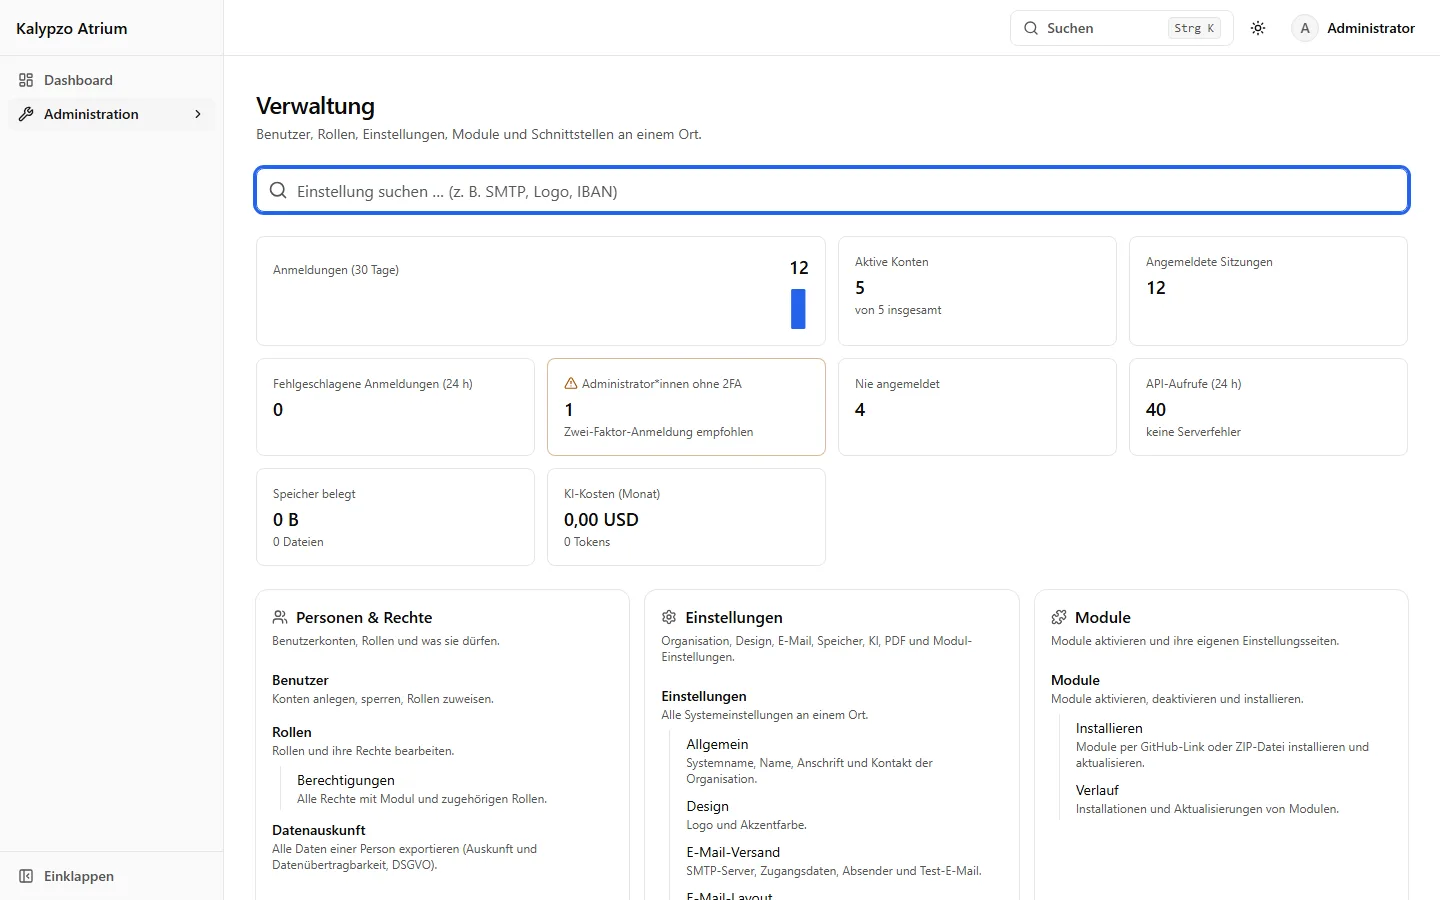 Kalypzo Atrium
Suchen
Strg K
A
Administrator
Dashboard
Administration
Verwaltung
Benutzer, Rollen, Einstellungen, Module und Schnittstellen an einem Ort.
Einstellung suchen ... (z. B. SMTP, Logo, IBAN)
Anmeldungen (30 Tage)
12
Aktive Konten
5
von 5 insgesamt
Angemeldete Sitzungen
12
Fehlgeschlagene Anmeldungen (24 h)
0
Administrator*innen ohne 2FA
1
Zwei-Faktor-Anmeldung empfohlen
Nie angemeldet
4
API-Aufrufe (24 h)
40
keine Serverfehler
Speicher belegt
0 B
0 Dateien
KI-Kosten (Monat)
0,00 USD
0 Tokens
Personen & Rechte
Benutzerkonten, Rollen und was sie dürfen.
Benutzer
Konten anlegen, sperren, Rollen zuweisen.
Rollen
Rollen und ihre Rechte bearbeiten.
Berechtigungen
Alle Rechte mit Modul und zugehörigen Rollen.
Datenauskunft
Alle Daten einer Person exportieren (Auskunft und
Datenübertragbarkeit, DSGVO).
Einstellungen
Organisation, Design, E-Mail, Speicher, KI, PDF und Modul-
Einstellungen.
Einstellungen
Alle Systemeinstellungen an einem Ort.
Allgemein
Systemname, Name, Anschrift und Kontakt der
Organisation.
Design
Logo und Akzentfarbe.
E-Mail-Versand
SMTP-Server, Zugangsdaten, Absender und Test-E-Mail.
E-Mail-Layout
Module
Module aktivieren und ihre eigenen Einstellungsseiten.
Module
Module aktivieren, deaktivieren und installieren.
Installieren
Module per GitHub-Link oder ZIP-Datei installieren und
aktualisieren.
Verlauf
Installationen und Aktualisierungen von Modulen.
Einklappen